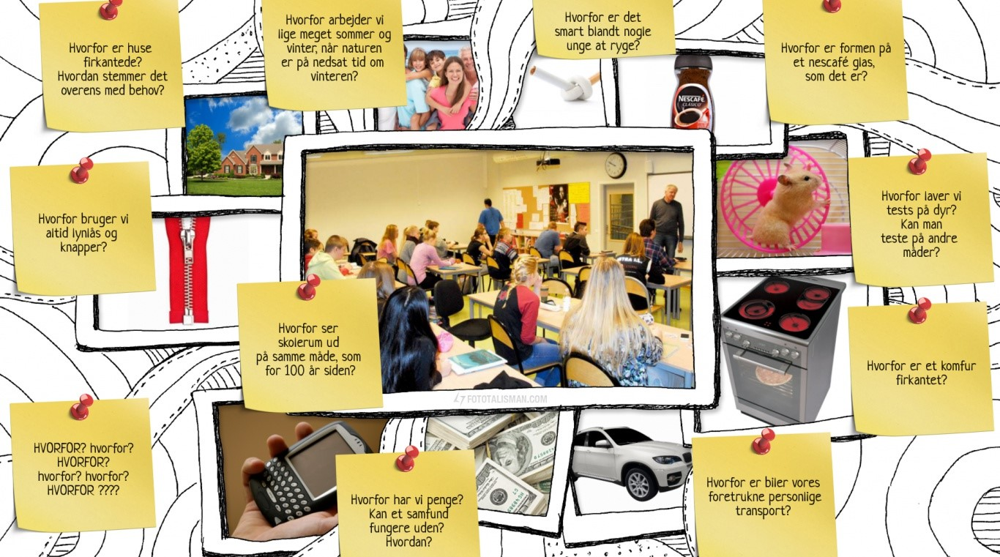 Hvorfor er huse
firkantede?
Hvordan stemmer det
overens med behov?
Hvorfor arbejder vi
lige meget sommer og
vinter, når naturen
er på nedsat tid om
vinteren?
Hvorfor er det
smart blandt nogle
unge at ryge?
Hvorfor er formen på
et nescafé glas,
som det er?
NESCAFÉ
CLÁSICO
Hvorfor bruger vi
altid lynlås og
knapper?
Hvorfor laver vi
tests på dyr?
Kan man
teste på andre
måder?
Hvorfor ser
skolerum ud
på samme måde, som
for 100 år siden?
Hvorfor er et komfur
firkantet?
FOTOTALISMAN.COM
HVORFOR? hvorfor?
HVORFOR?
hvorfor? hvorfor?
HVORFOR ????
Hvorfor har vi penge?
Kan et samfund
fungere uden?
Hvordan?
Hvorfor er biler vores
foretrukne personlige
transport?